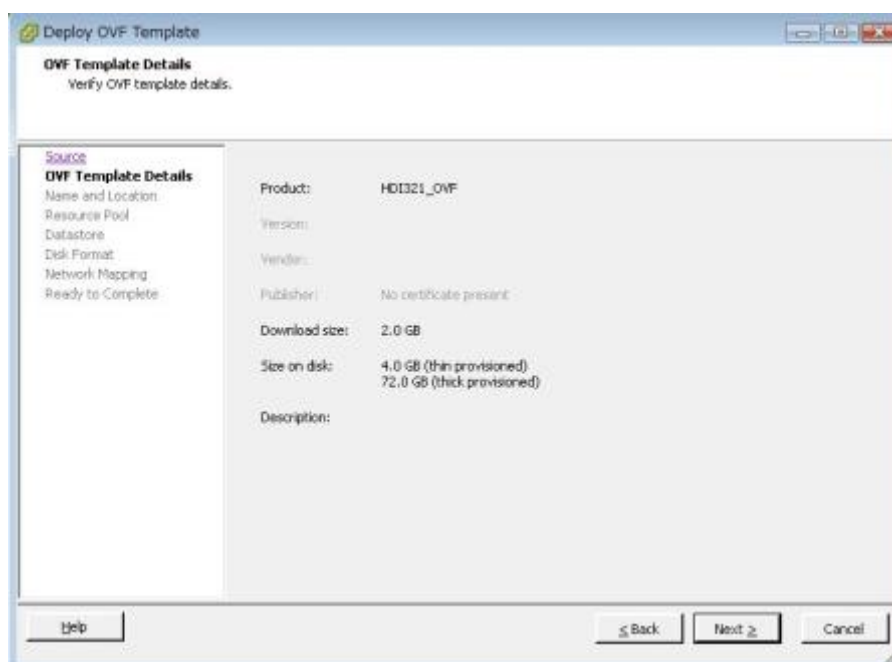 Deploy OVF Template
OVF Template Details
Verify OVF template details.
Source
OVF Template Details
Name and Location
Resource Pool
Datastore
Disk Format
Network Mapping
Ready to Complete
Product: HDI321_OVF
Version:
Vendor:
Publisher: No certificate present
Download size: 2.0 GB
Size on disk: 4.0 GB (thin provisioned)
72.0 GB (thick provisioned)
Description:
Help
≤ Back
Next ≥
Cancel